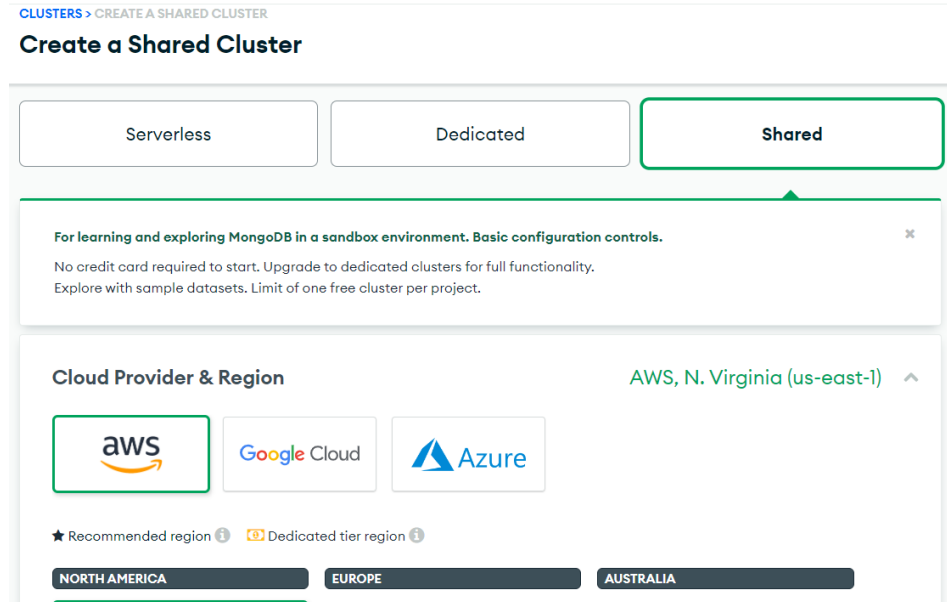 CLUSTERS > CREATE A SHARED CLUSTER
Create a Shared Cluster
Serverless
Dedicated
Shared
For learning and exploring MongoDB in a sandbox environment. Basic configuration controls.
No credit card required to start. Upgrade to dedicated clusters for full functionality.
Explore with sample datasets. Limit of one free cluster per project.
Cloud Provider & Region
AWS, N. Virginia (us-east-1)
aws
Google Cloud
Azure
★ Recommended region
Dedicated tier region
NORTH AMERICA
EUROPE
AUSTRALIA